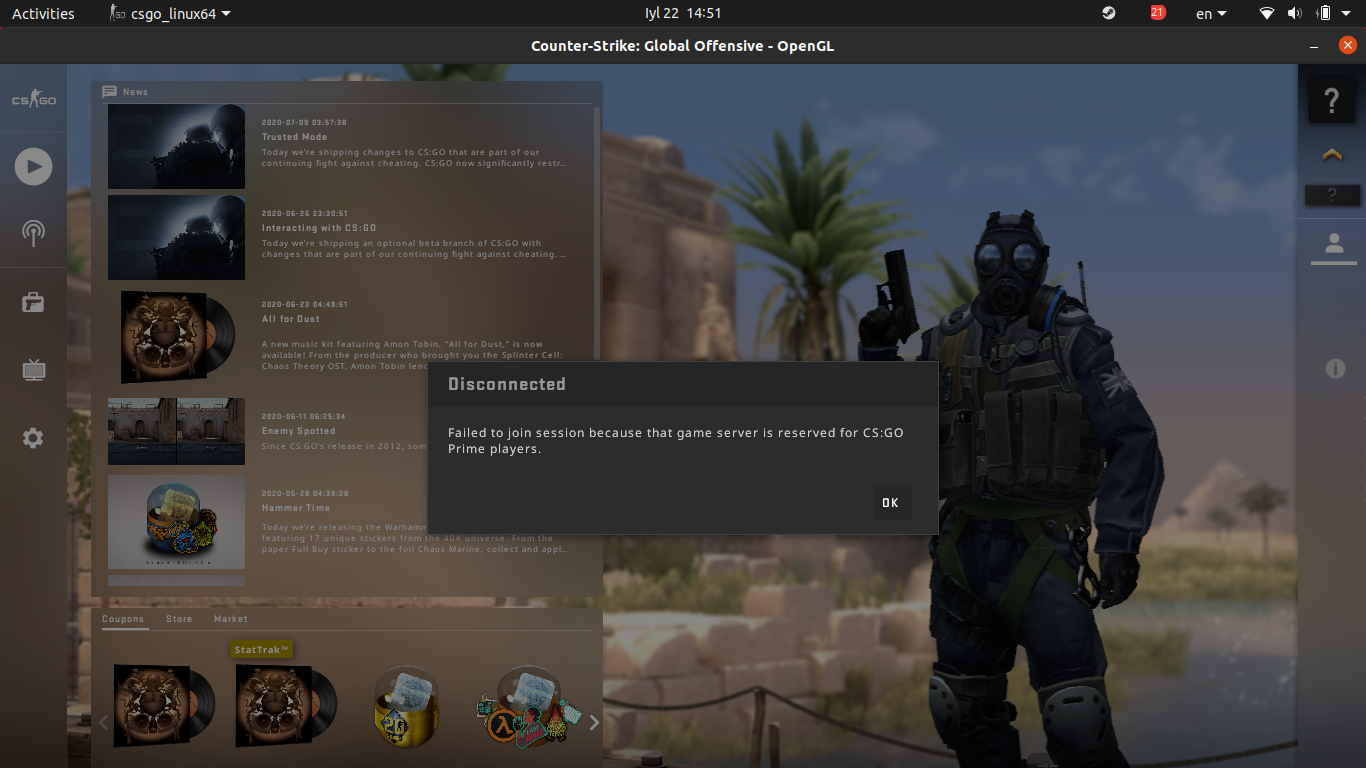 Activities
csgo_linux64
Iyl 22 14:51
21
en
Counter-Strike: Global Offensive - OpenGL
CS GO
News
2020-07-09 03:57:38
Trusted Mode
Today we're shipping changes to CS:GO that are part of our
continuing fight against cheating. CS:GO now significantly restr...
2020-06-26 23:30:51
Interacting with CS:GO
Today we're shipping an optional beta branch of CS:GO with
changes that are part of our continuing fight against cheating. ...
2020-06-23 04:49:51
All for Dust
A new music kit featuring Amon Tobin, "All for Dust," is now
available! From the producer who brought you the Splinter Cell:
Chaos Theory OST, Amon Tobin lenc
2020-06-11 06:25:34
Enemy Spotted
Since CS:GO's release in 2012, som
2020-05-28 04:39:28
Hammer Time
Today we're releasing the Warhamm
featuring 17 unique stickers from the 40K universe. From the
paper Full Buy sticker to the foil Chaos Marine, collect and appl...
Disconnected
Failed to join session because that game server is reserved for CS:GO
Prime players.
OK
?
?
Coupons Store Market
StatTrak™